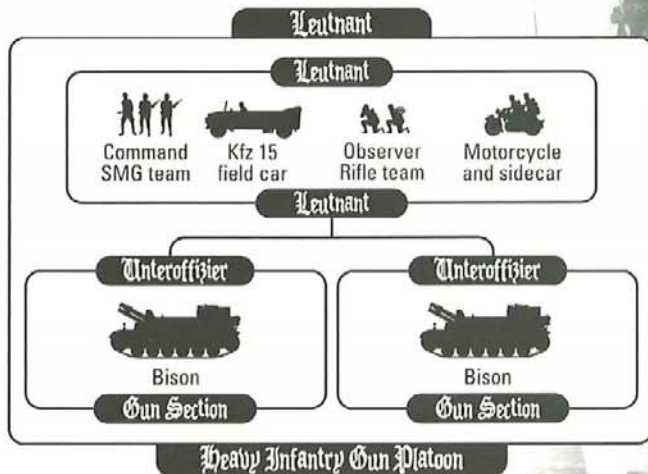 Leutnant
Leutnant
Command
SMG team
Kfz 15
field car
Observer
Rifle team
Motorcycle
and sidecar
Leutnant
Unteroffizier
Bison
Gun Section
Unteroffizier
Bison
Gun Section
Heavy Infantry Gun Platoon